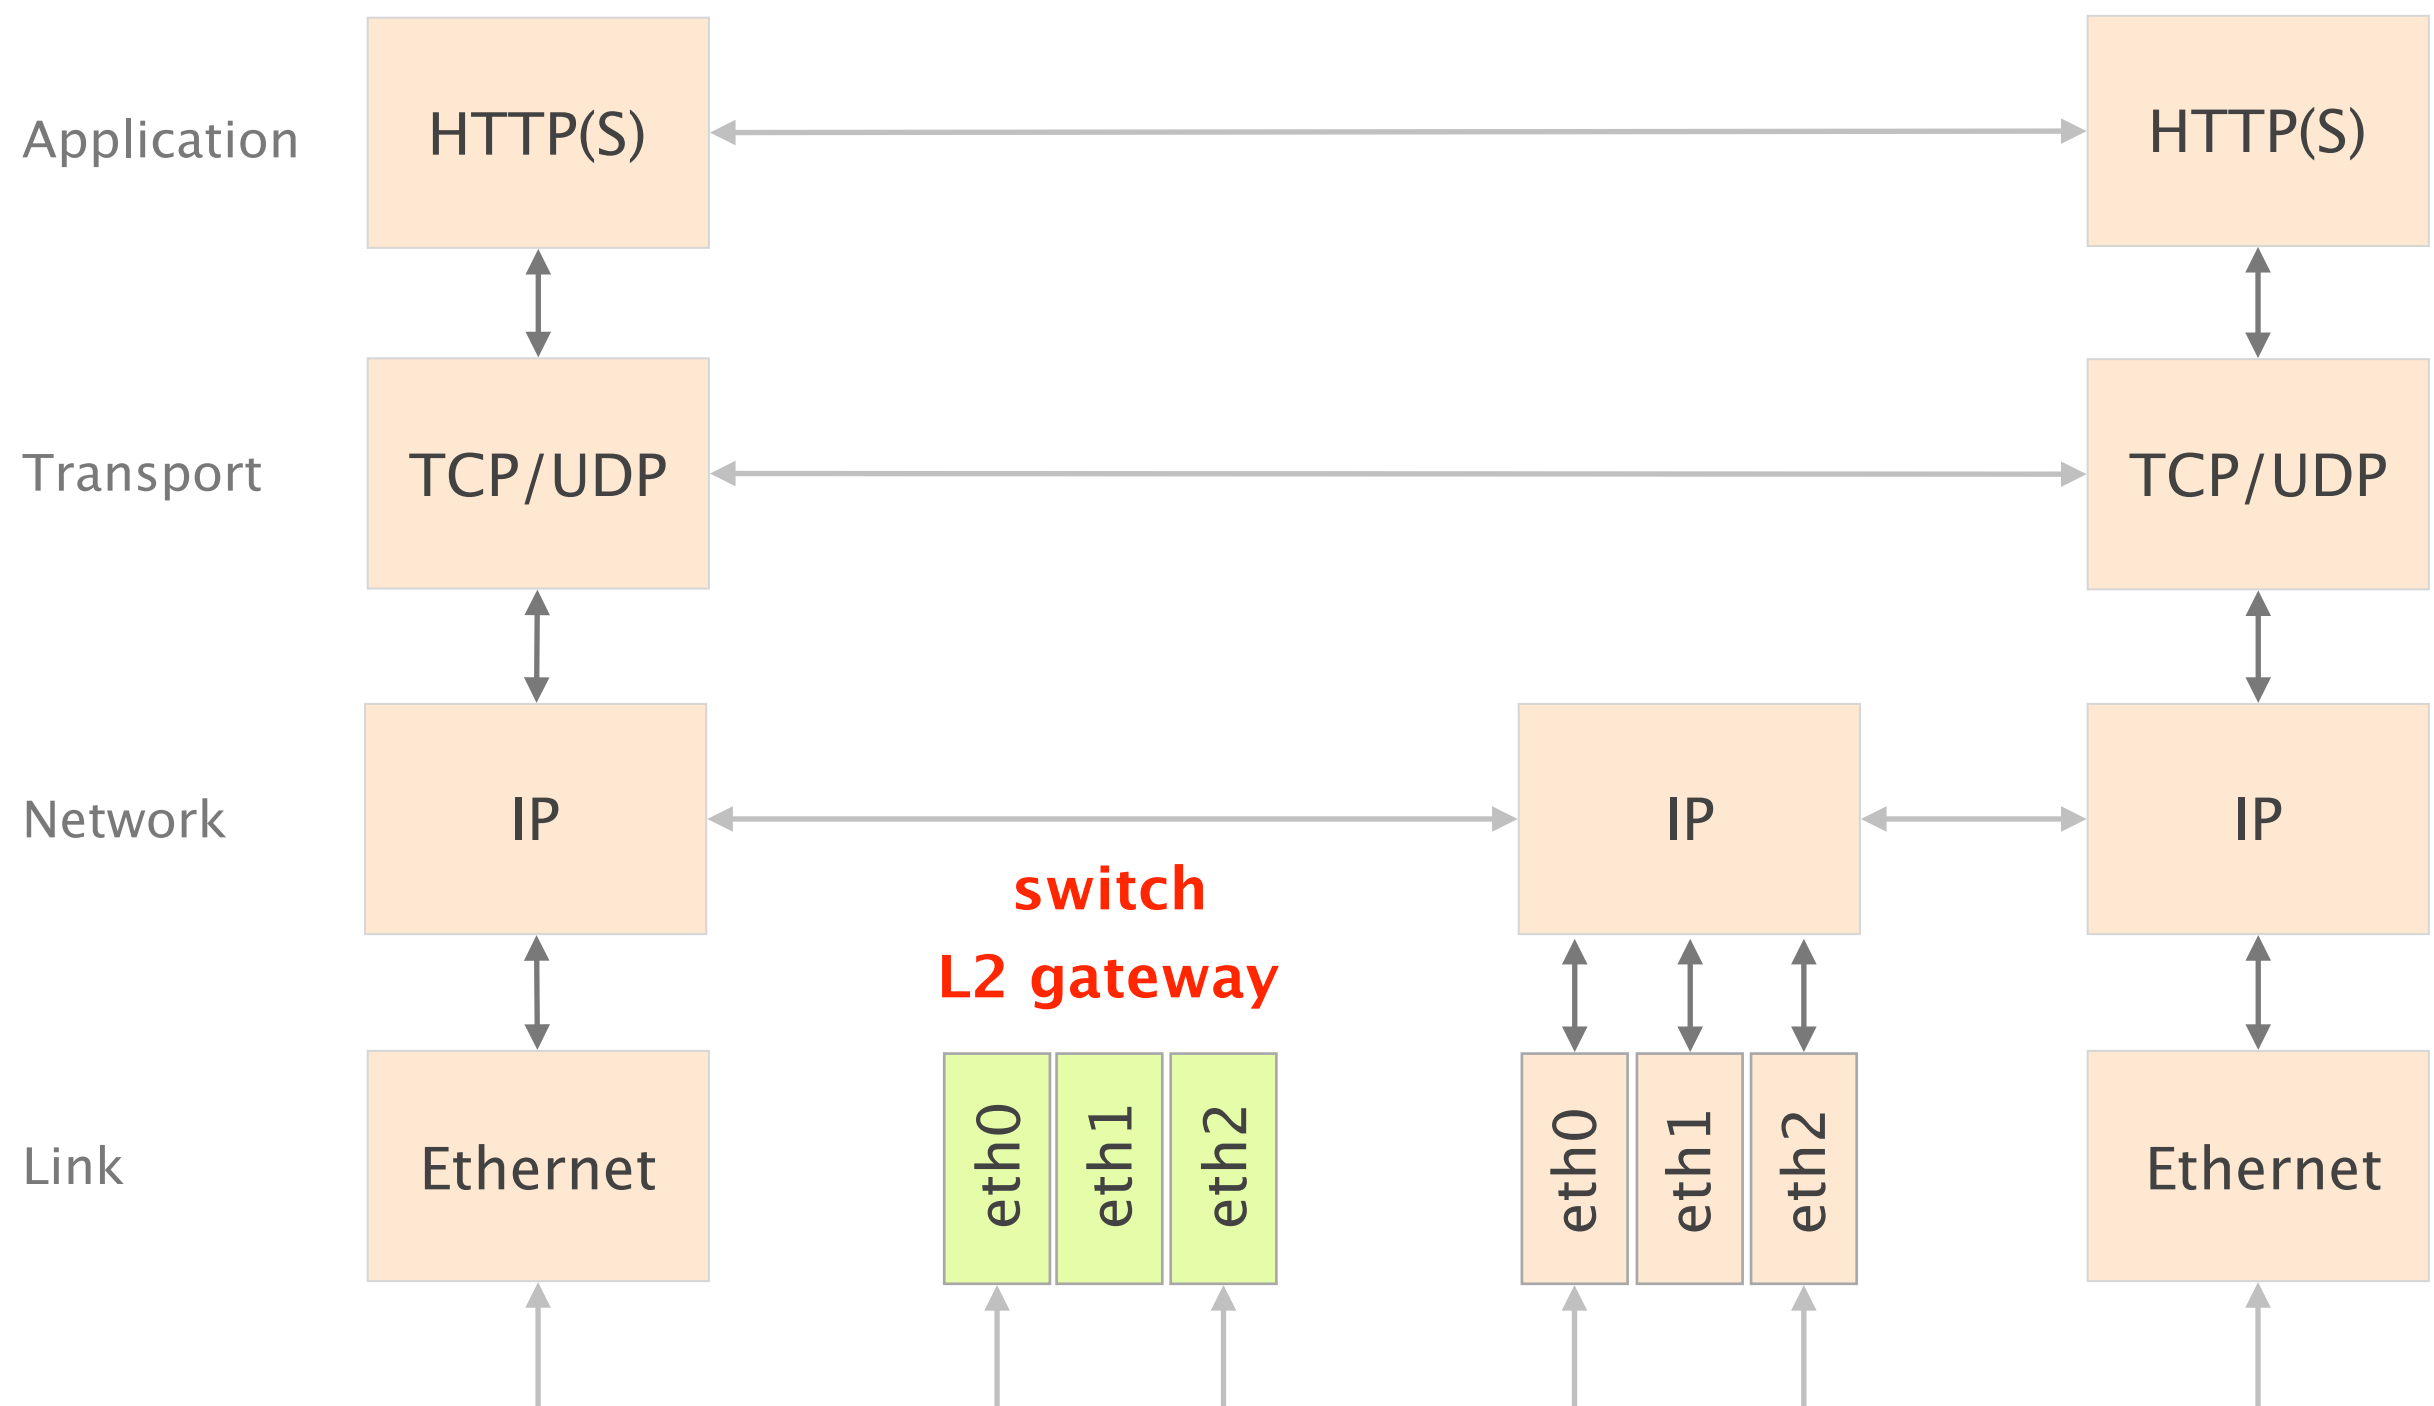 Application
HTTP(S)
HTTP(S)
Transport
TCP/UDP
TCP/UDP
Network
IP
IP
IP
switch
L2 gateway
Link
Ethernet
eth0
eth1
eth2
eth0
eth1
eth2
Ethernet